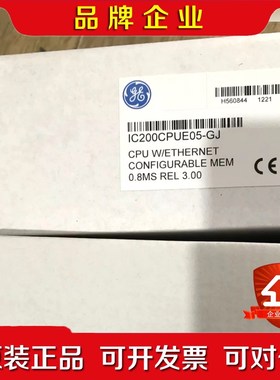 品牌企业
GE
H560844 1221
IC200CPUE05-GJ
CPU W/ETHERNET
CONFIGURABLE MEM
0.8MS REL 3.00
CE
企业
装正品 可开发票 可对